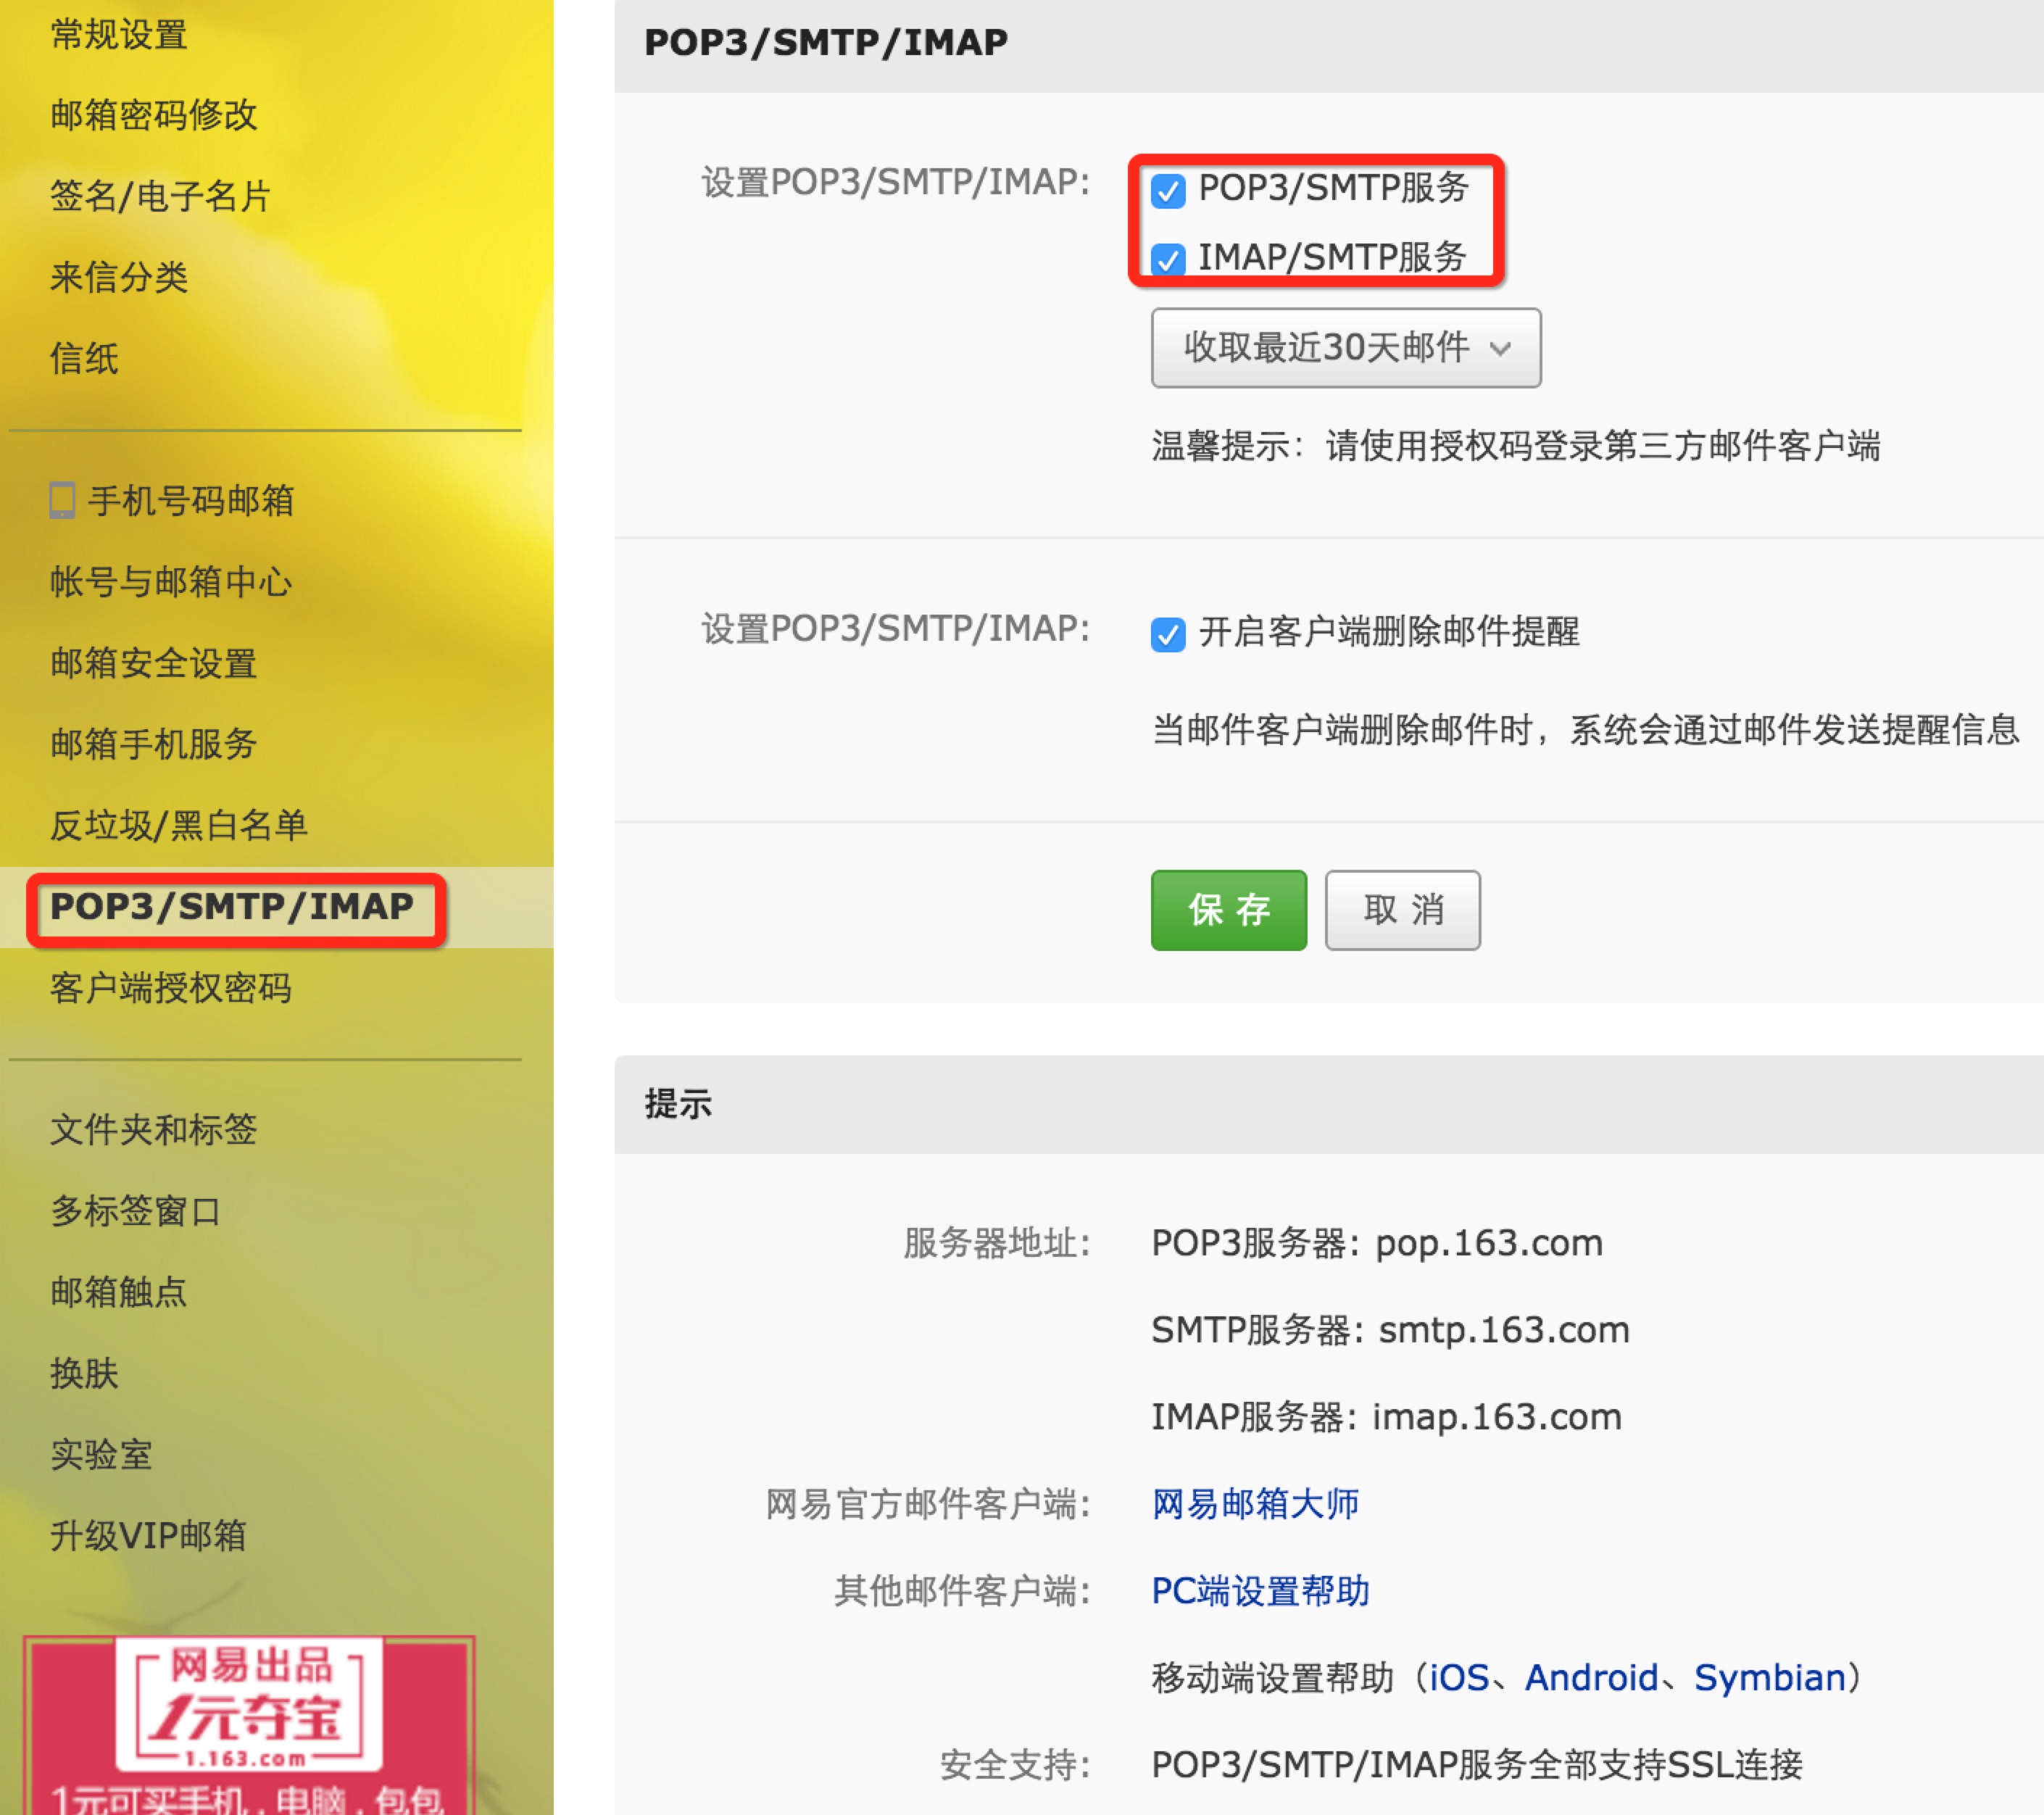 常规设置
邮箱密码修改
签名/电子名片
来信分类
信纸
手机号码邮箱
帐号与邮箱中心
邮箱安全设置
邮箱手机服务
反垃圾/黑白名单
POP3/SMTP/IMAP
客户端授权密码
文件夹和标签
多标签窗口
邮箱触点
换肤
实验室
升级VIP邮箱
网易出品
1元夺宝
1.163.com
1元可买手机，电脑，包包
POP3/SMTP/IMAP
设置POP3/SMTP/IMAP: POP3/SMTP服务
IMAP/SMTP服务
收取最近30天邮件
温馨提示：请使用授权码登录第三方邮件客户端
设置POP3/SMTP/IMAP: 开启客户端删除邮件提醒
当邮件客户端删除邮件时，系统会通过邮件发送提醒信息
保 存 取 消
提示
服务器地址: POP3服务器: pop.163.com
SMTP服务器: smtp.163.com
IMAP服务器: imap.163.com
网易官方邮件客户端: 网易邮箱大师
其他邮件客户端: PC端设置帮助
移动端设置帮助（iOS、Android、Symbian）
安全支持: POP3/SMTP/IMAP服务全部支持SSL连接